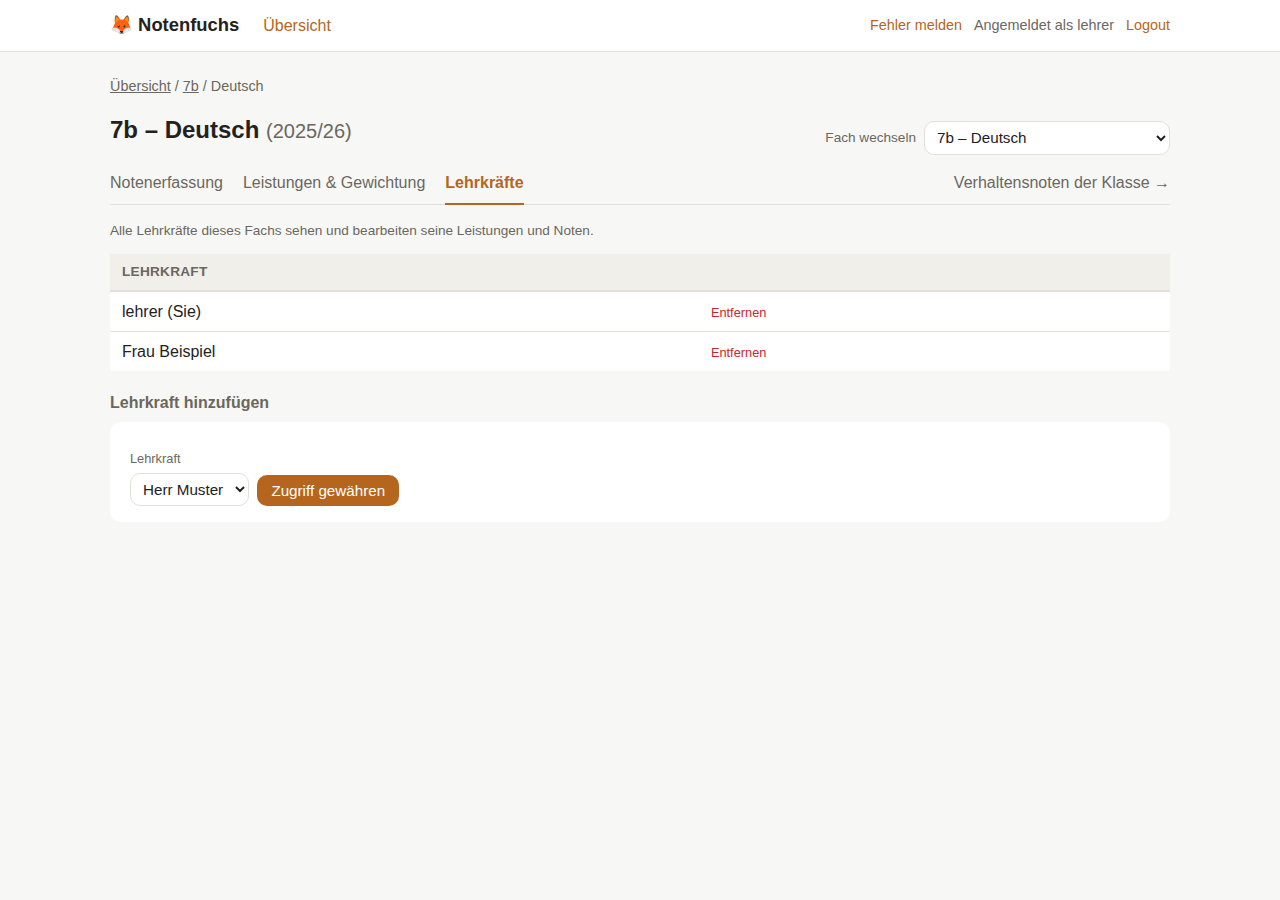 🦊 Notenfuchs Übersicht Fehler melden Angemeldet als lehrer Logout
Übersicht / 7b / Deutsch
7b – Deutsch (2025/26)
Fach wechseln 7b – Deutsch
Notenerfassung Leistungen & Gewichtung Lehrkräfte Verhaltensnoten der Klasse →
Alle Lehrkräfte dieses Fachs sehen und bearbeiten seine Leistungen und Noten.
LEHRKRAFT
lehrer (Sie) Entfernen
Frau Beispiel Entfernen
Lehrkraft hinzufügen
Lehrkraft
Herr Muster Zugriff gewähren